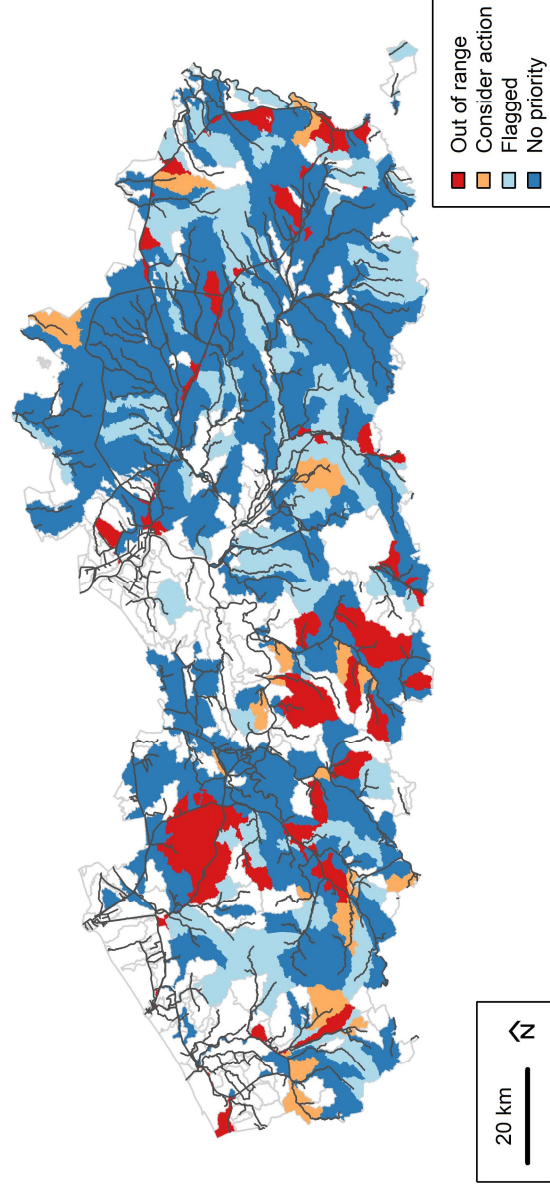 Out of range
Consider action
Flagged
No priority
20 km
N